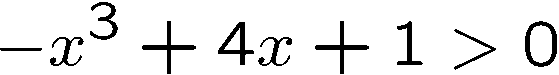 −x³ + 4x + 1 > 0